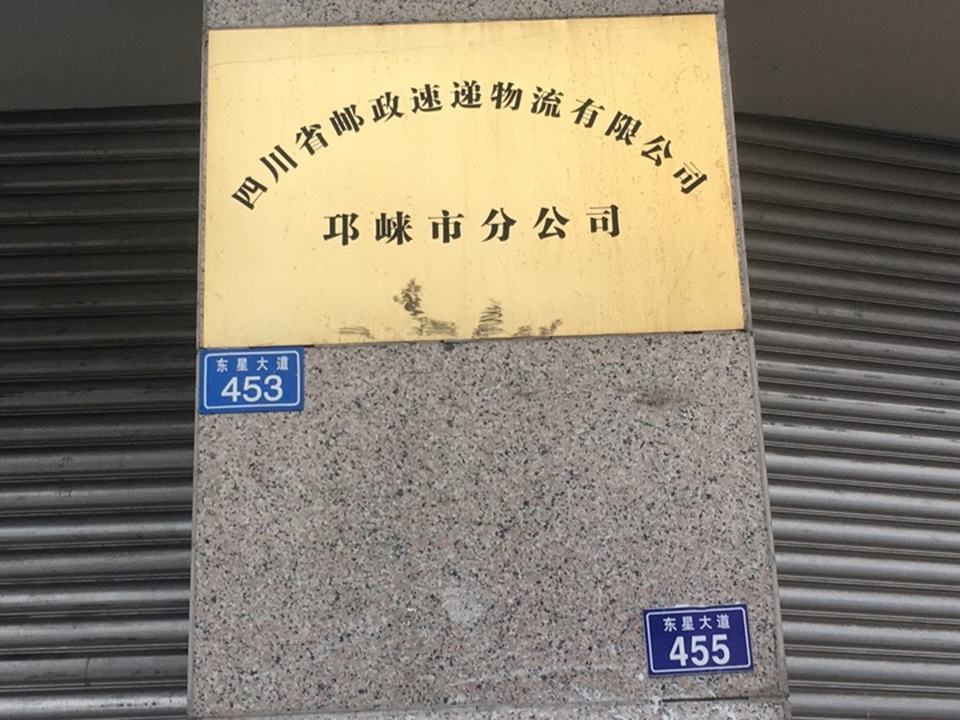 四川省邮政速递物流有限公司
邛崃市分公司
东星大道
453
东星大道
455